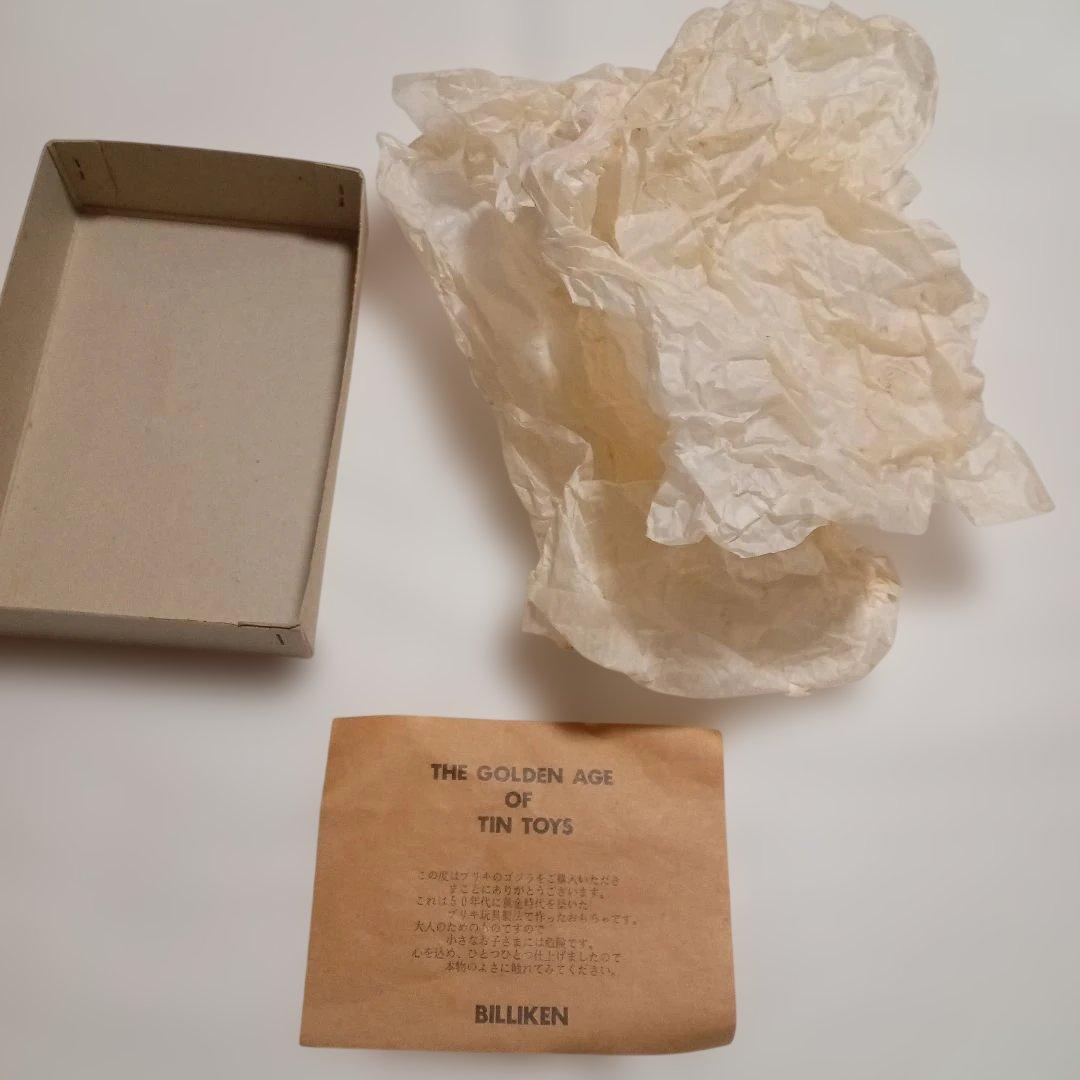 THE GOLDEN AGE
OF
TIN TOYS
この度はブリキのゴジラをご購入いただき
まことにありがとうございます。
これは50年代に黄金時代を築いた
ブリキ玩具製法で作ったおもちゃです。
大人のためのものですので
小さなお子さまには危険です。
心を込め、ひとつひとつ仕上げましたので
本物のよさに触れてみてください。
BILLIKEN